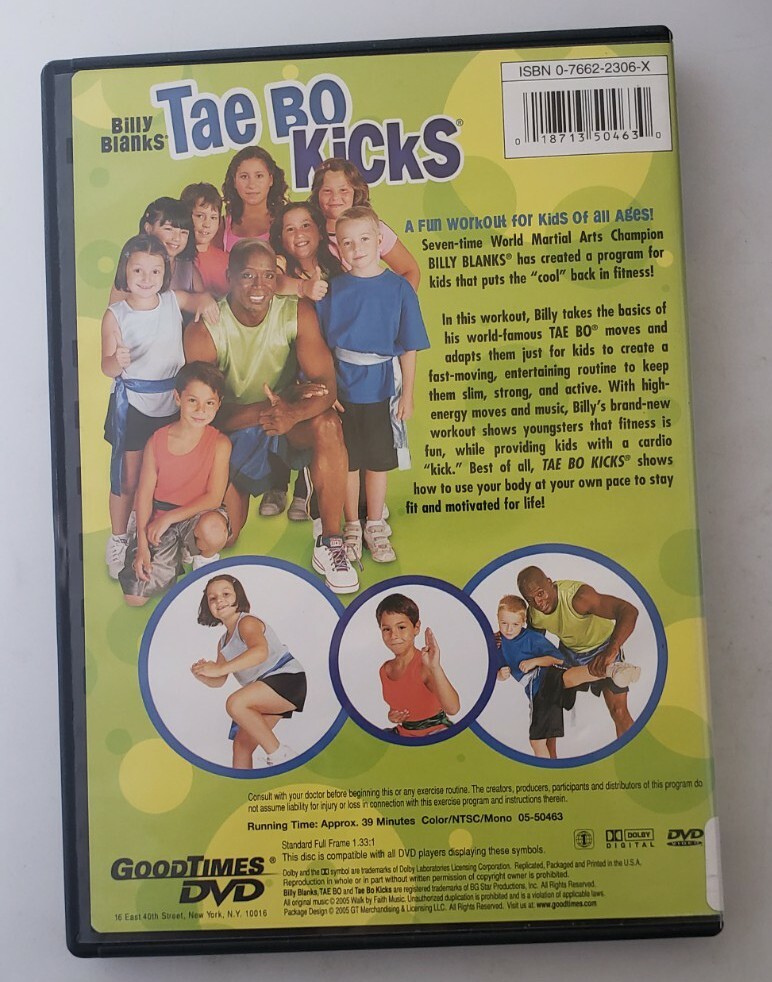 ISBN 0-7662-2306-X
0 18713 50463 0
Billy Blanks®
Tae Bo
Kicks®
A Fun Workout for Kids of all Ages!
Seven-time World Martial Arts Champion
BILLY BLANKS® has created a program for
kids that puts the "cool" back in fitness!
In this workout, Billy takes the basics of
his world-famous TAE BO® moves and
adapts them just for kids to create a
fast-moving, entertaining routine to keep
them slim, strong, and active. With high-
energy moves and music, Billy's brand-new
workout shows youngsters that fitness is
fun, while providing kids with a cardio
"kick." Best of all, TAE BO KICKS® shows
how to use your body at your own pace to stay
fit and motivated for life!
Consult with your doctor before beginning this or any exercise routine. The creators, producers, participants and distributors of this program do
not assume liability for injury or loss in connection with this exercise program and instructions therein.
Running Time: Approx. 39 Minutes Color/NTSC/Mono 05-50463
Standard Full Frame 1.33:1
This disc is compatible with all DVD players displaying these symbols.
1
DOLBY
DIGITAL
DVD
VIDEO
GOODTIMES®
DVD
16 East 40th Street, New York, N.Y. 10016
Dolby and the DD symbol are trademarks of Dolby Laboratories Licensing Corporation. Replicated, Packaged and Printed in the U.S.A.
Reproduction in whole or in part without written permission of copyright owner is prohibited.
Billy Blanks, TAE BO and Tae Bo Kicks are registered trademarks of BG Star Productions, Inc. All Rights Reserved.
All original music © 2005 Walk by Faith Music. Unauthorized duplication is prohibited and is a violation of applicable laws.
Package Design © 2005 GT Merchandising & Licensing LLC. All Rights Reserved. Visit us at: www.goodtimes.com